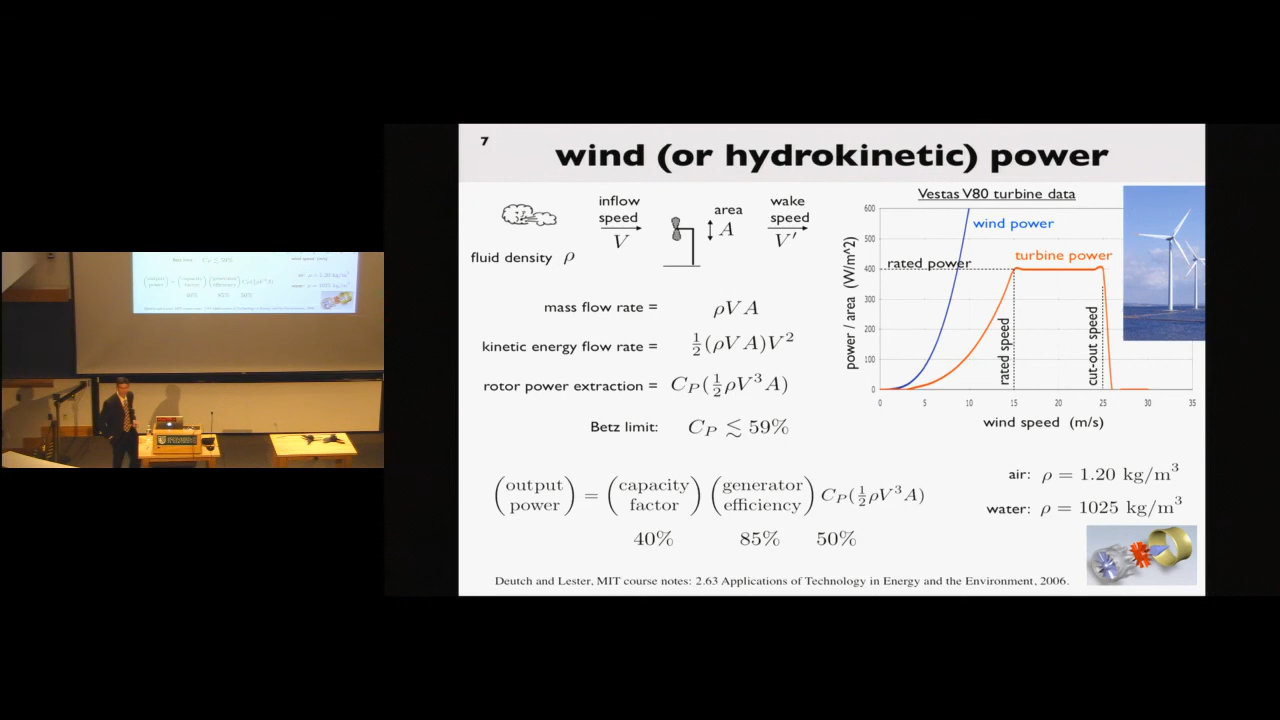 7
wind (or hydrokinetic) power
inflow
speed
V
area
A
wake
speed
V′
fluid density ρ
mass flow rate = ρVA
kinetic energy flow rate = ½(ρVA)V²
rotor power extraction = C_P(½ρV³A)
Betz limit: C_P ≲ 59%
Vestas V80 turbine data
wind power
turbine power
rated power
rated speed
cut-out speed
power / area (W/m^2)
600
500
400
300
200
100
0
0 5 10 15 20 25 30 35
wind speed (m/s)
(output power) = (capacity factor) (generator efficiency) C_P(½ρV³A)
40% 85% 50%
air: ρ = 1.20 kg/m³
water: ρ = 1025 kg/m³
Deutch and Lester, MIT course notes: 2.63 Applications of Technology in Energy and the Environment, 2006.